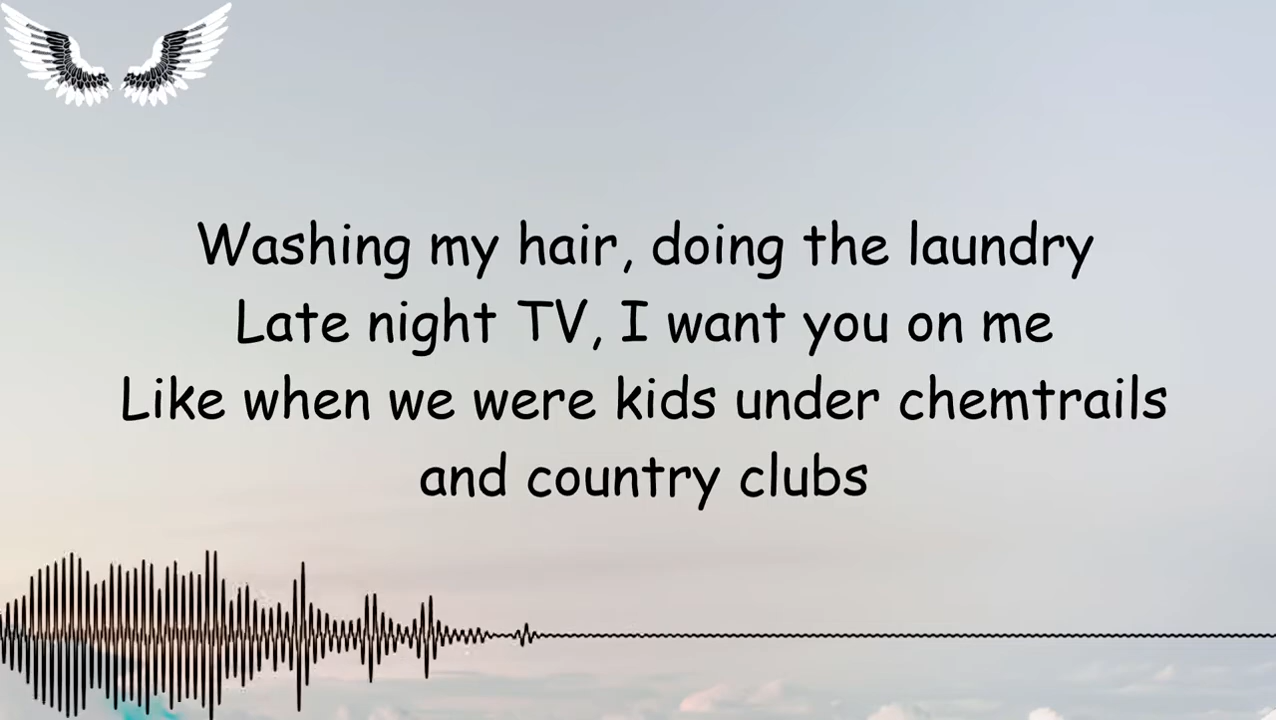 Washing my hair, doing the laundry
Late night TV, I want you on me
Like when we were kids under chemtrails
and country clubs